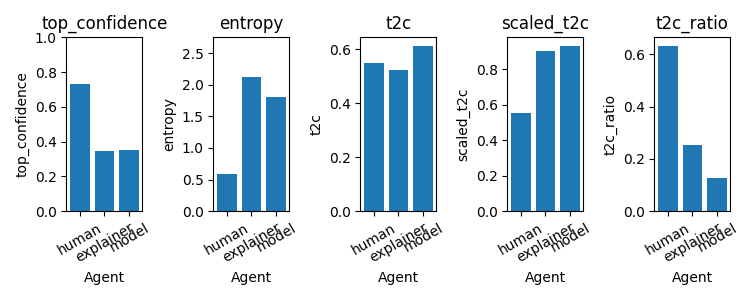 top_confidence
entropy
t2c
scaled_t2c
t2c_ratio
top_confidence
1.0
0.8
0.6
0.4
0.2
0.0
human
explainer
model
Agent
entropy
2.5
2.0
1.5
1.0
0.5
0.0
human
explainer
model
Agent
t2c
0.6
0.4
0.2
0.0
human
explainer
model
Agent
scaled_t2c
0.8
0.6
0.4
0.2
0.0
human
explainer
model
Agent
t2c_ratio
0.6
0.4
0.2
0.0
human
explainer
model
Agent